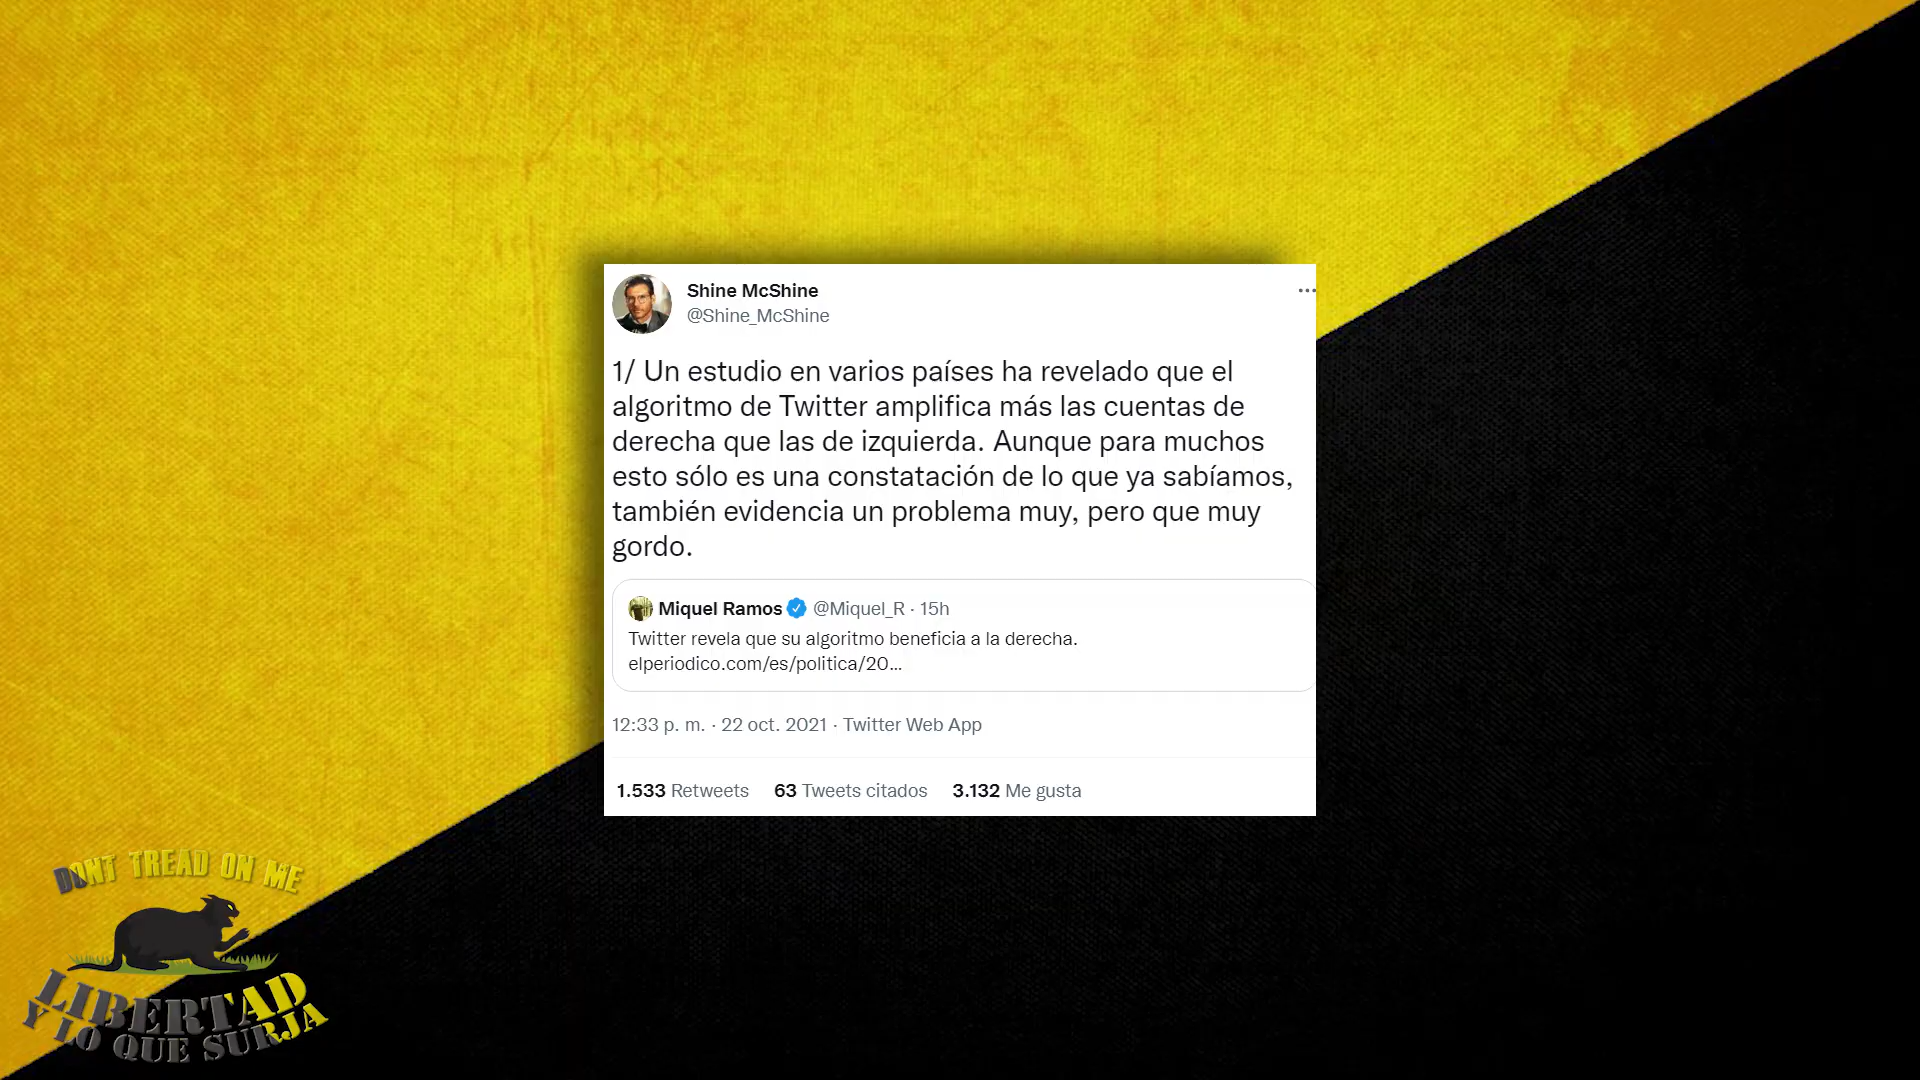 Shine McShine
@Shine_McShine
1/ Un estudio en varios países ha revelado que el
algoritmo de Twitter amplifica más las cuentas de
derecha que las de izquierda. Aunque para muchos
esto sólo es una constatación de lo que ya sabíamos,
también evidencia un problema muy, pero que muy
gordo.
Miquel Ramos @Miquel_R · 15h
Twitter revela que su algoritmo beneficia a la derecha.
elperiodico.com/es/politica/20...
12:33 p. m. · 22 oct. 2021 · Twitter Web App
1.533 Retweets 63 Tweets citados 3.132 Me gusta
DONT TREAD ON ME
LIBERTAD
Y LO QUE SURJA